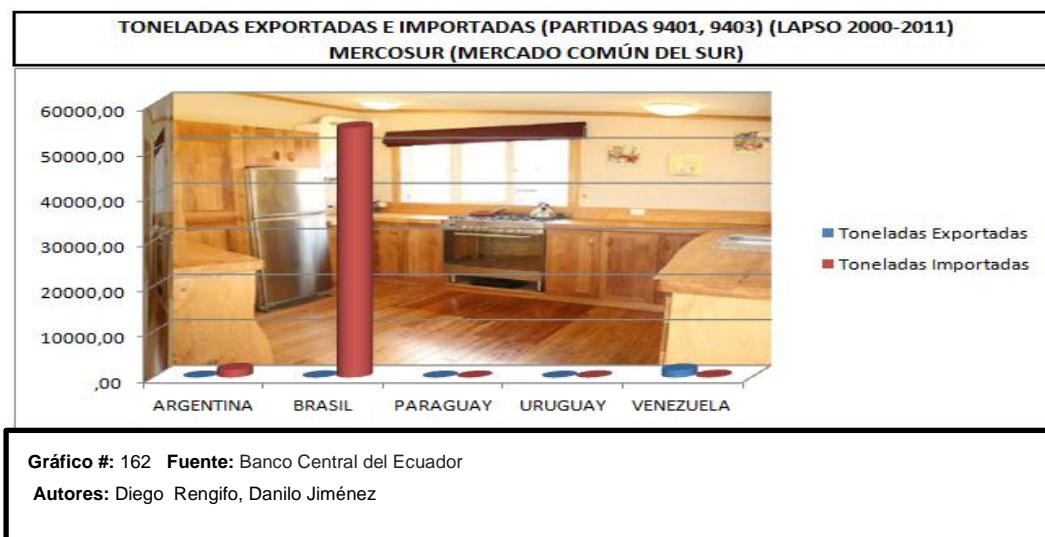 TONELADAS EXPORTADAS E IMPORTADAS (PARTIDAS 9401, 9403) (LAPSO 2000-2011)
MERCOSUR (MERCADO COMÚN DEL SUR)
60000,00
50000,00
40000,00
30000,00
20000,00
10000,00
,00
ARGENTINA BRASIL PARAGUAY URUGUAY VENEZUELA
Toneladas Exportadas
Toneladas Importadas
Gráfico #: 162 Fuente: Banco Central del Ecuador
Autores: Diego Rengifo, Danilo Jiménez